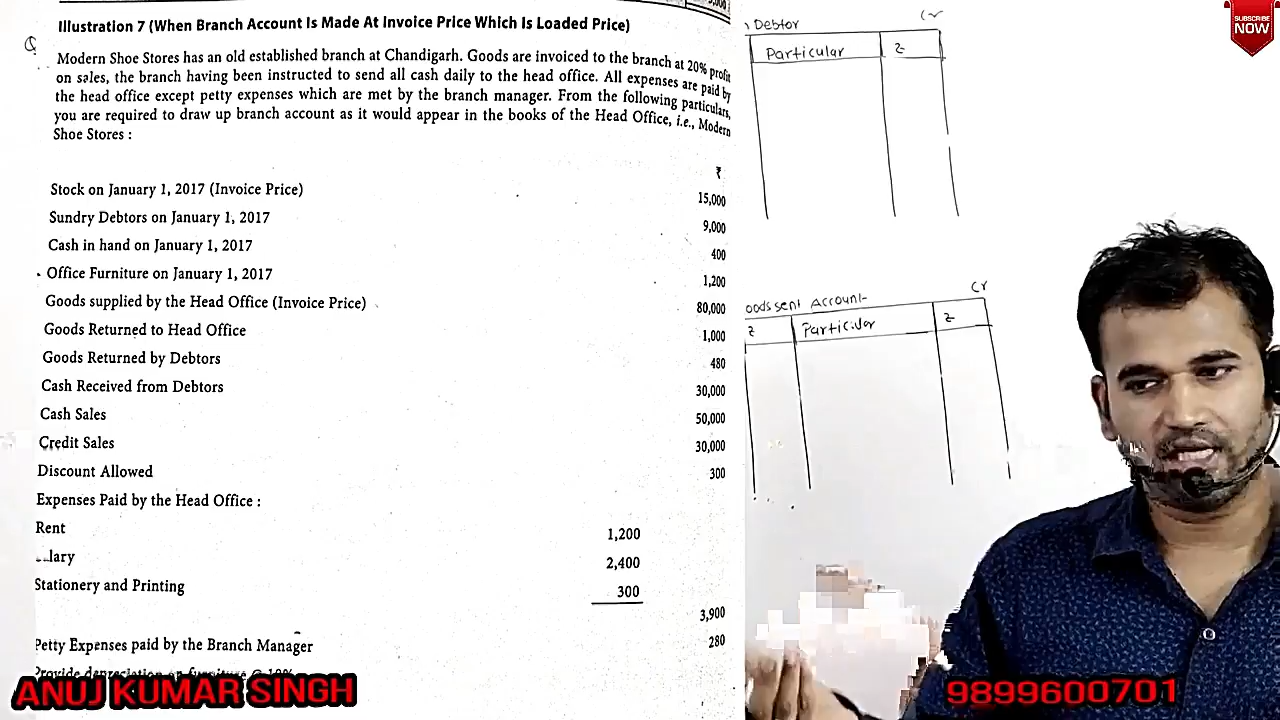 Illustration 7 (When Branch Account Is Made At Invoice Price Which Is Loaded Price)
Modern Shoe Stores has an old established branch at Chandigarh. Goods are invoiced to the branch at 20% profit
on sales, the branch having been instructed to send all cash daily to the head office. All expenses are paid by
the head office except petty expenses which are met by the branch manager. From the following particulars,
you are required to draw up branch account as it would appear in the books of the Head Office, i.e., Modern
Shoe Stores :
₹
Stock on January 1, 2017 (Invoice Price) 15,000
Sundry Debtors on January 1, 2017 9,000
Cash in hand on January 1, 2017 400
Office Furniture on January 1, 2017 1,200
Goods supplied by the Head Office (Invoice Price) 80,000
Goods Returned to Head Office 1,000
Goods Returned by Debtors 480
Cash Received from Debtors 30,000
Cash Sales 50,000
Credit Sales 30,000
Discount Allowed 300
Expenses Paid by the Head Office :
Rent 1,200
lary 2,400
Stationery and Printing 300
3,900
Petty Expenses paid by the Branch Manager 280
Provide depreciation on furniture @ 10%
Debtor Cr
Particular ₹
oods sent Account Cr
₹ Particular ₹
SUBSCRIBE
NOW
ANUJ KUMAR SINGH
9899600701